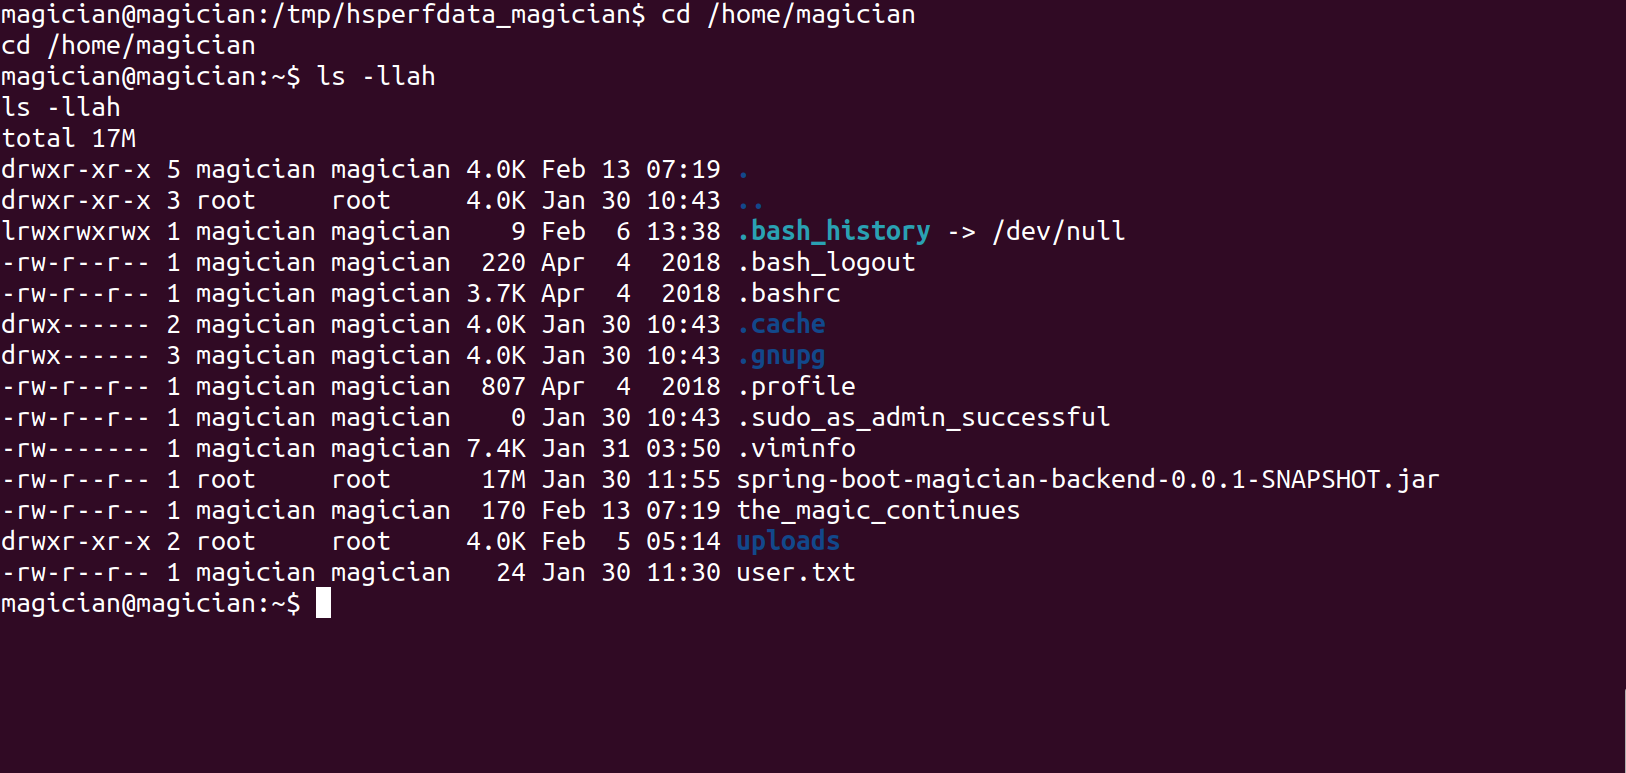 magician@magician:/tmp/hsperfdata_magician$ cd /home/magician
cd /home/magician
magician@magician:~$ ls -llah
ls -llah
total 17M
drwxr-xr-x 5 magician magician 4.0K Feb 13 07:19 .
drwxr-xr-x 3 root     root     4.0K Jan 30 10:43 ..
lrwxrwxrwx 1 magician magician    9 Feb  6 13:38 .bash_history -> /dev/null
-rw-r--r-- 1 magician magician  220 Apr  4  2018 .bash_logout
-rw-r--r-- 1 magician magician 3.7K Apr  4  2018 .bashrc
drwx------ 2 magician magician 4.0K Jan 30 10:43 .cache
drwx------ 3 magician magician 4.0K Jan 30 10:43 .gnupg
-rw-r--r-- 1 magician magician  807 Apr  4  2018 .profile
-rw-r--r-- 1 magician magician    0 Jan 30 10:43 .sudo_as_admin_successful
-rw------- 1 magician magician 7.4K Jan 31 03:50 .viminfo
-rw-r--r-- 1 root     root      17M Jan 30 11:55 spring-boot-magician-backend-0.0.1-SNAPSHOT.jar
-rw-r--r-- 1 magician magician  170 Feb 13 07:19 the_magic_continues
drwxr-xr-x 2 root     root     4.0K Feb  5 05:14 uploads
-rw-r--r-- 1 magician magician   24 Jan 30 11:30 user.txt
magician@magician:~$